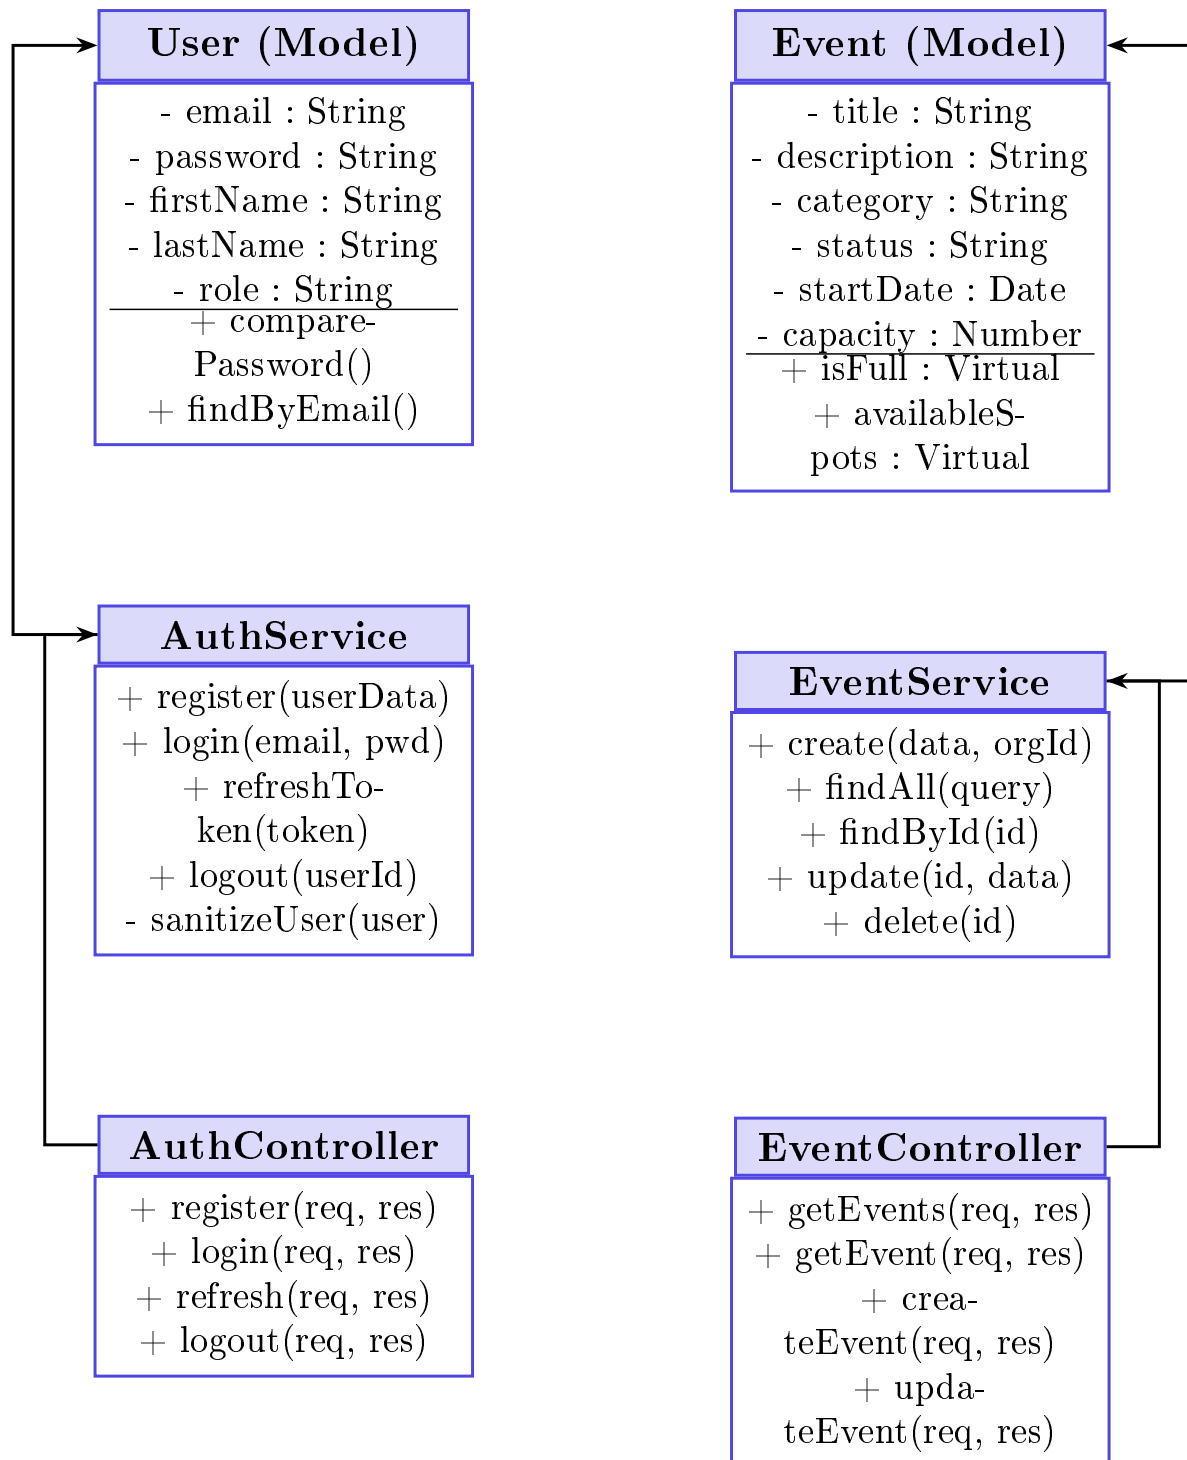 User (Model)
- email : String
- password : String
- firstName : String
- lastName : String
- role : String
+ compare-
Password()
+ findByEmail()
Event (Model)
- title : String
- description : String
- category : String
- status : String
- startDate : Date
- capacity : Number
+ isFull : Virtual
+ availableS-
pots : Virtual
AuthService
+ register(userData)
+ login(email, pwd)
+ refreshTo-
ken(token)
+ logout(userId)
- sanitizeUser(user)
EventService
+ create(data, orgId)
+ findAll(query)
+ findById(id)
+ update(id, data)
+ delete(id)
AuthController
+ register(req, res)
+ login(req, res)
+ refresh(req, res)
+ logout(req, res)
EventController
+ getEvents(req, res)
+ getEvent(req, res)
+ crea-
teEvent(req, res)
+ upda-
teEvent(req, res)